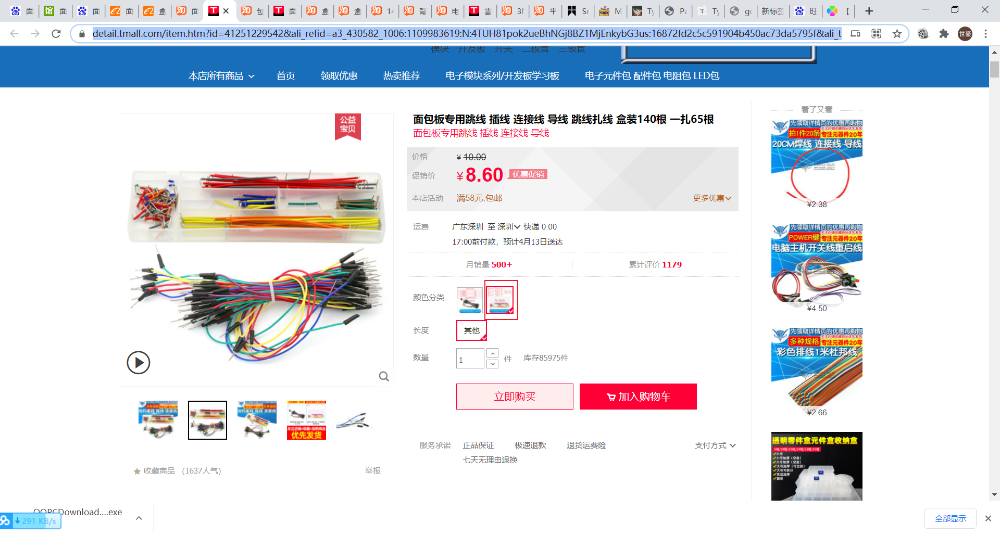 面
面
面
面
盒
面
包
面
盒
盒
14
背
电
雷
3M
平
Sr
M
Ty
Pa
Ty
gc
新标签
旺
【
detail.tmall.com/item.htm?id=41251229542&ali_refid=a3_430582_1006:1109983619:N:4TUH81pok2ueBhNGj8BZ1MjEnkybG3us:16872fd2c5c591904b450ac73da5795f&ali_t
世豪
模块 开发板 开关 二极管 三极管
本店所有商品 首页 领取优惠 热卖推荐 电子模块系列/开发板学习板 电子元件包 配件包 电阻包 LED包
公益
宝贝
面包板专用跳线 插线 连接线 导线 跳线扎线 盒装140根 一扎65根
面包板专用跳线 插线 连接线 导线
价格 ¥ 10.00
促销价 ¥ 8.60 优惠促销
本店活动 满58元,包邮 更多优惠
运费 广东深圳 至 深圳 快递 0.00
17:00前付款，预计4月13日送达
月销量 500+ 累计评价 1179
颜色分类
长度 其他
数量 1 件 库存85975件
立即购买 加入购物车
服务承诺 正品保证 极速退款 退货运费险 支付方式
七天无理由退换
优先发货
收藏商品 (1637人气) 举报
看了又看
先领取详情页的优惠再购物
拍1件20条 专注元器件20年
20CM焊线 连接线 导线
¥2.38
先领取详情页的优惠再购物
POWER键 专注元器件20年
电脑主机开关线重启线
¥4.50
先领取详情页的优惠再购物
多种规格 专注元器件20年
彩色排线1米杜邦线
¥2.66
透明零件盒元件盒收纳盒
QQPCDownload....exe
291 KB/s
全部显示